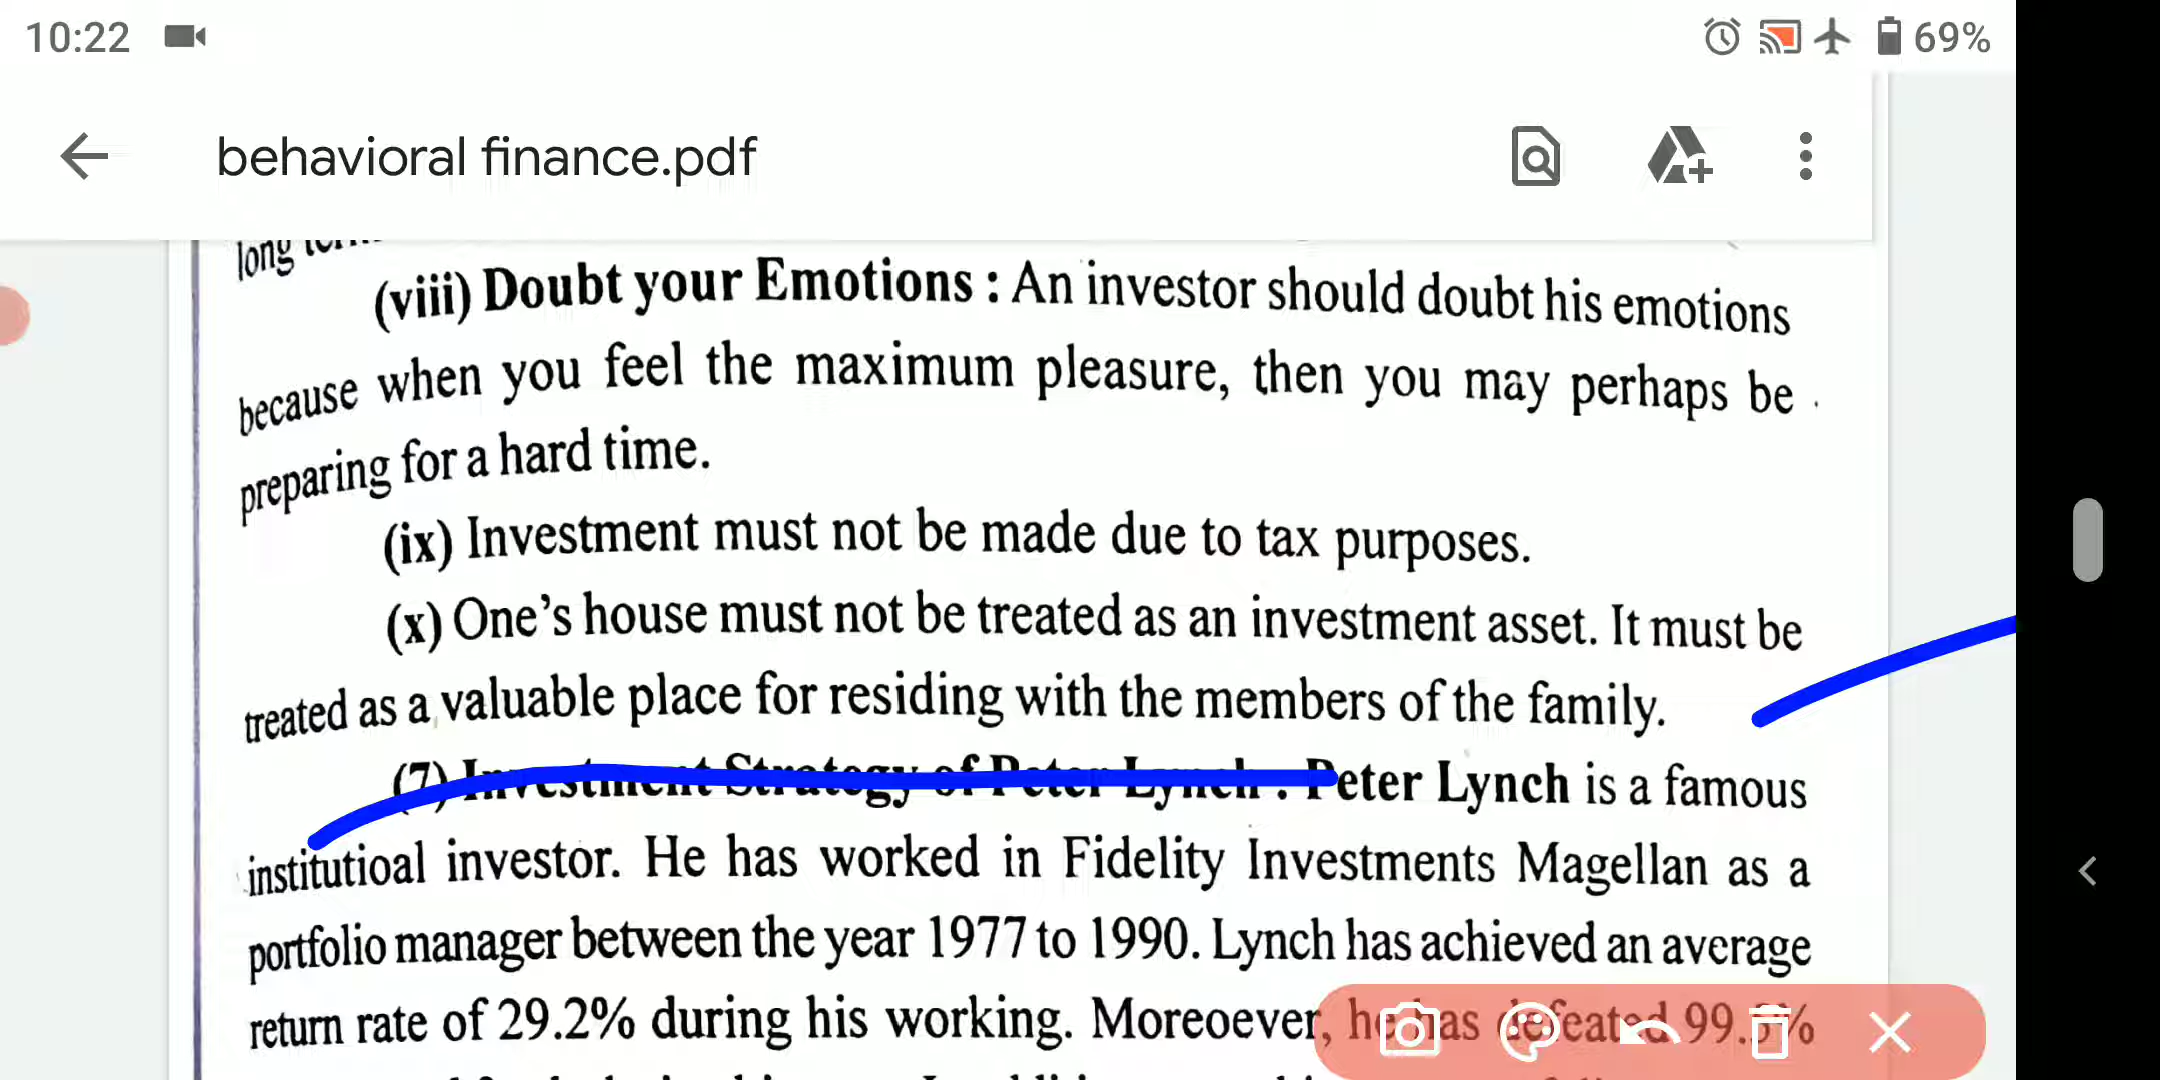 10:22 69%
behavioral finance.pdf
long
(viii) Doubt your Emotions : An investor should doubt his emotions
because when you feel the maximum pleasure, then you may perhaps be
preparing for a hard time.
(ix) Investment must not be made due to tax purposes.
(x) One’s house must not be treated as an investment asset. It must be
treated as a valuable place for residing with the members of the family.
(7) Investment Strategy of Peter Lynch : Peter Lynch is a famous
institutioal investor. He has worked in Fidelity Investments Magellan as a
portfolio manager between the year 1977 to 1990. Lynch has achieved an average
return rate of 29.2% during his working. Moreoever, he has defeated